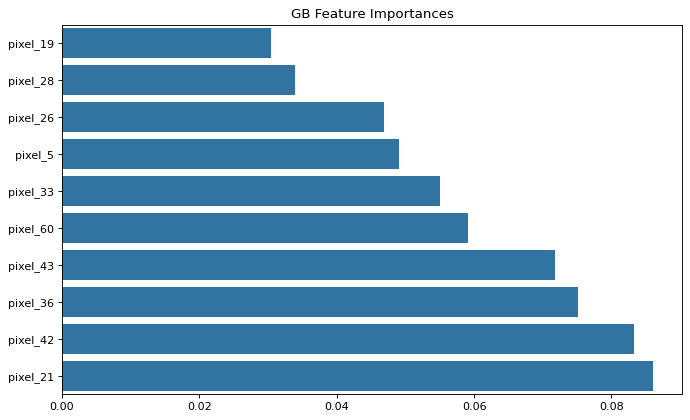 GB Feature Importances
pixel_19
pixel_28
pixel_26
pixel_5
pixel_33
pixel_60
pixel_43
pixel_36
pixel_42
pixel_21
0.00 0.02 0.04 0.06 0.08